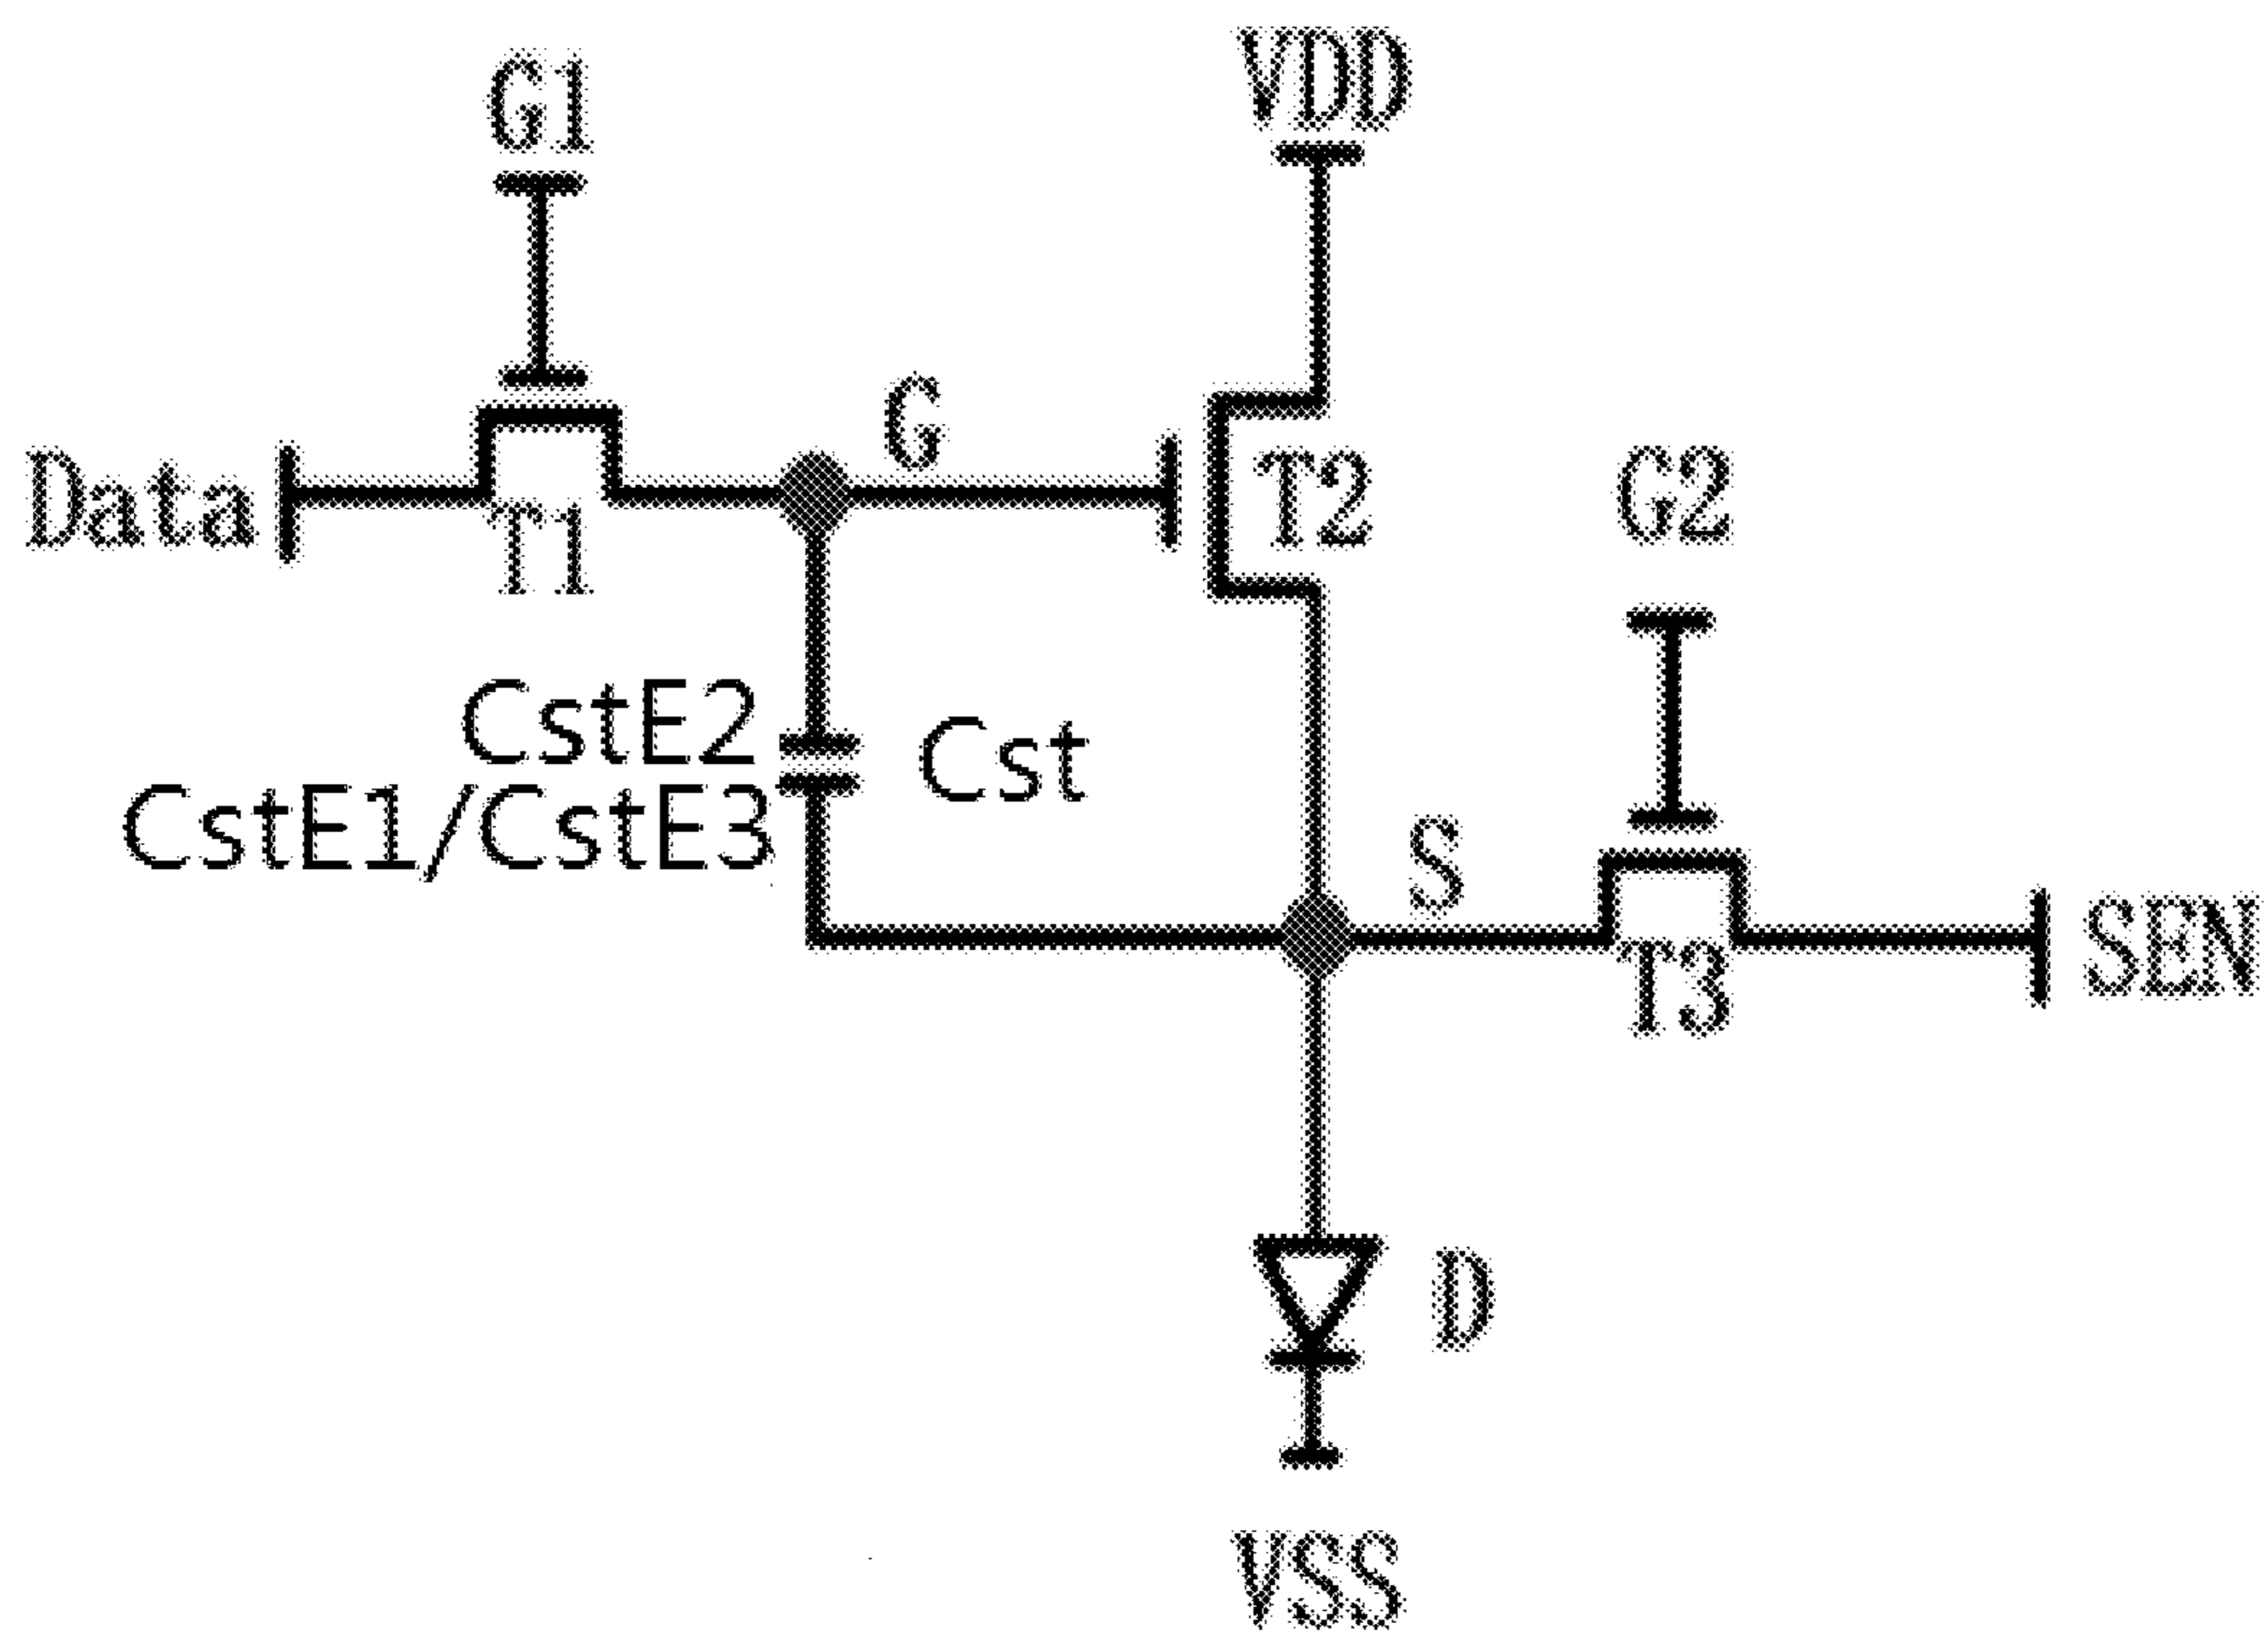 G1
VDD
G
Data
T1
T2
G2
CstE2
Cst
CstE1/CstE3
S
SEN
T3
D
VSS